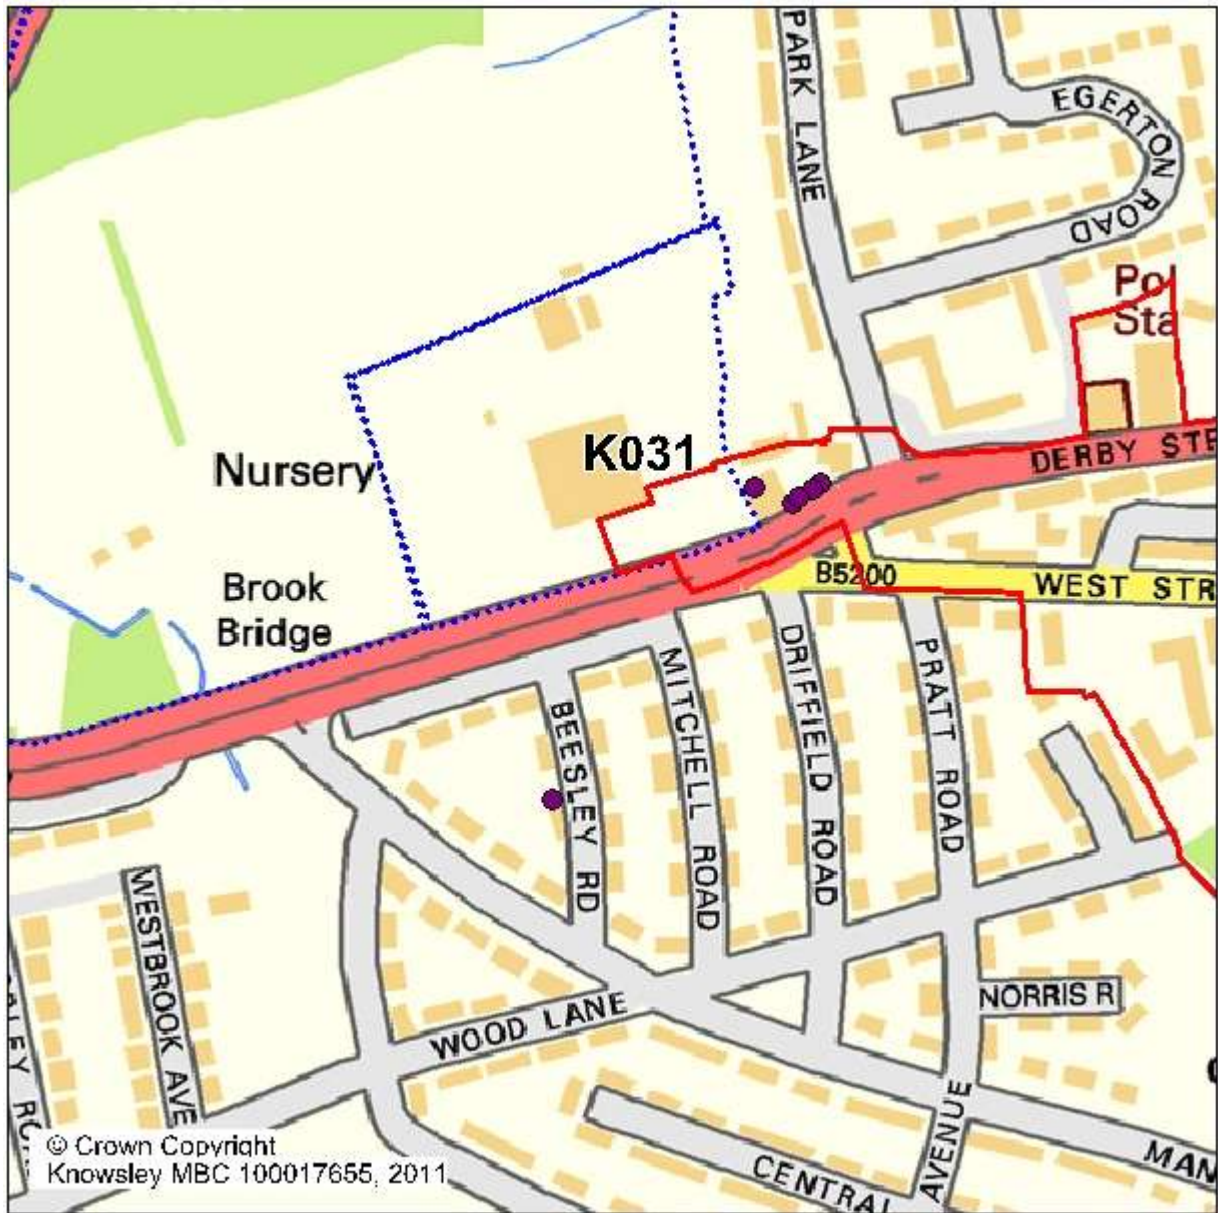 PARK LANE
EGERTON
ROAD
Pol
Sta
K031
DERBY STR
Nursery
B5200
WEST STR
Brook
Bridge
BEESLEY RD
MITCHELL ROAD
DRIFFIELD ROAD
PRATT ROAD
WESTBROOK AVE
NORRIS R
WOOD LANE
CENTRAL
AVENUE
MAN
© Crown Copyright
Knowsley MBC 100017655, 2011